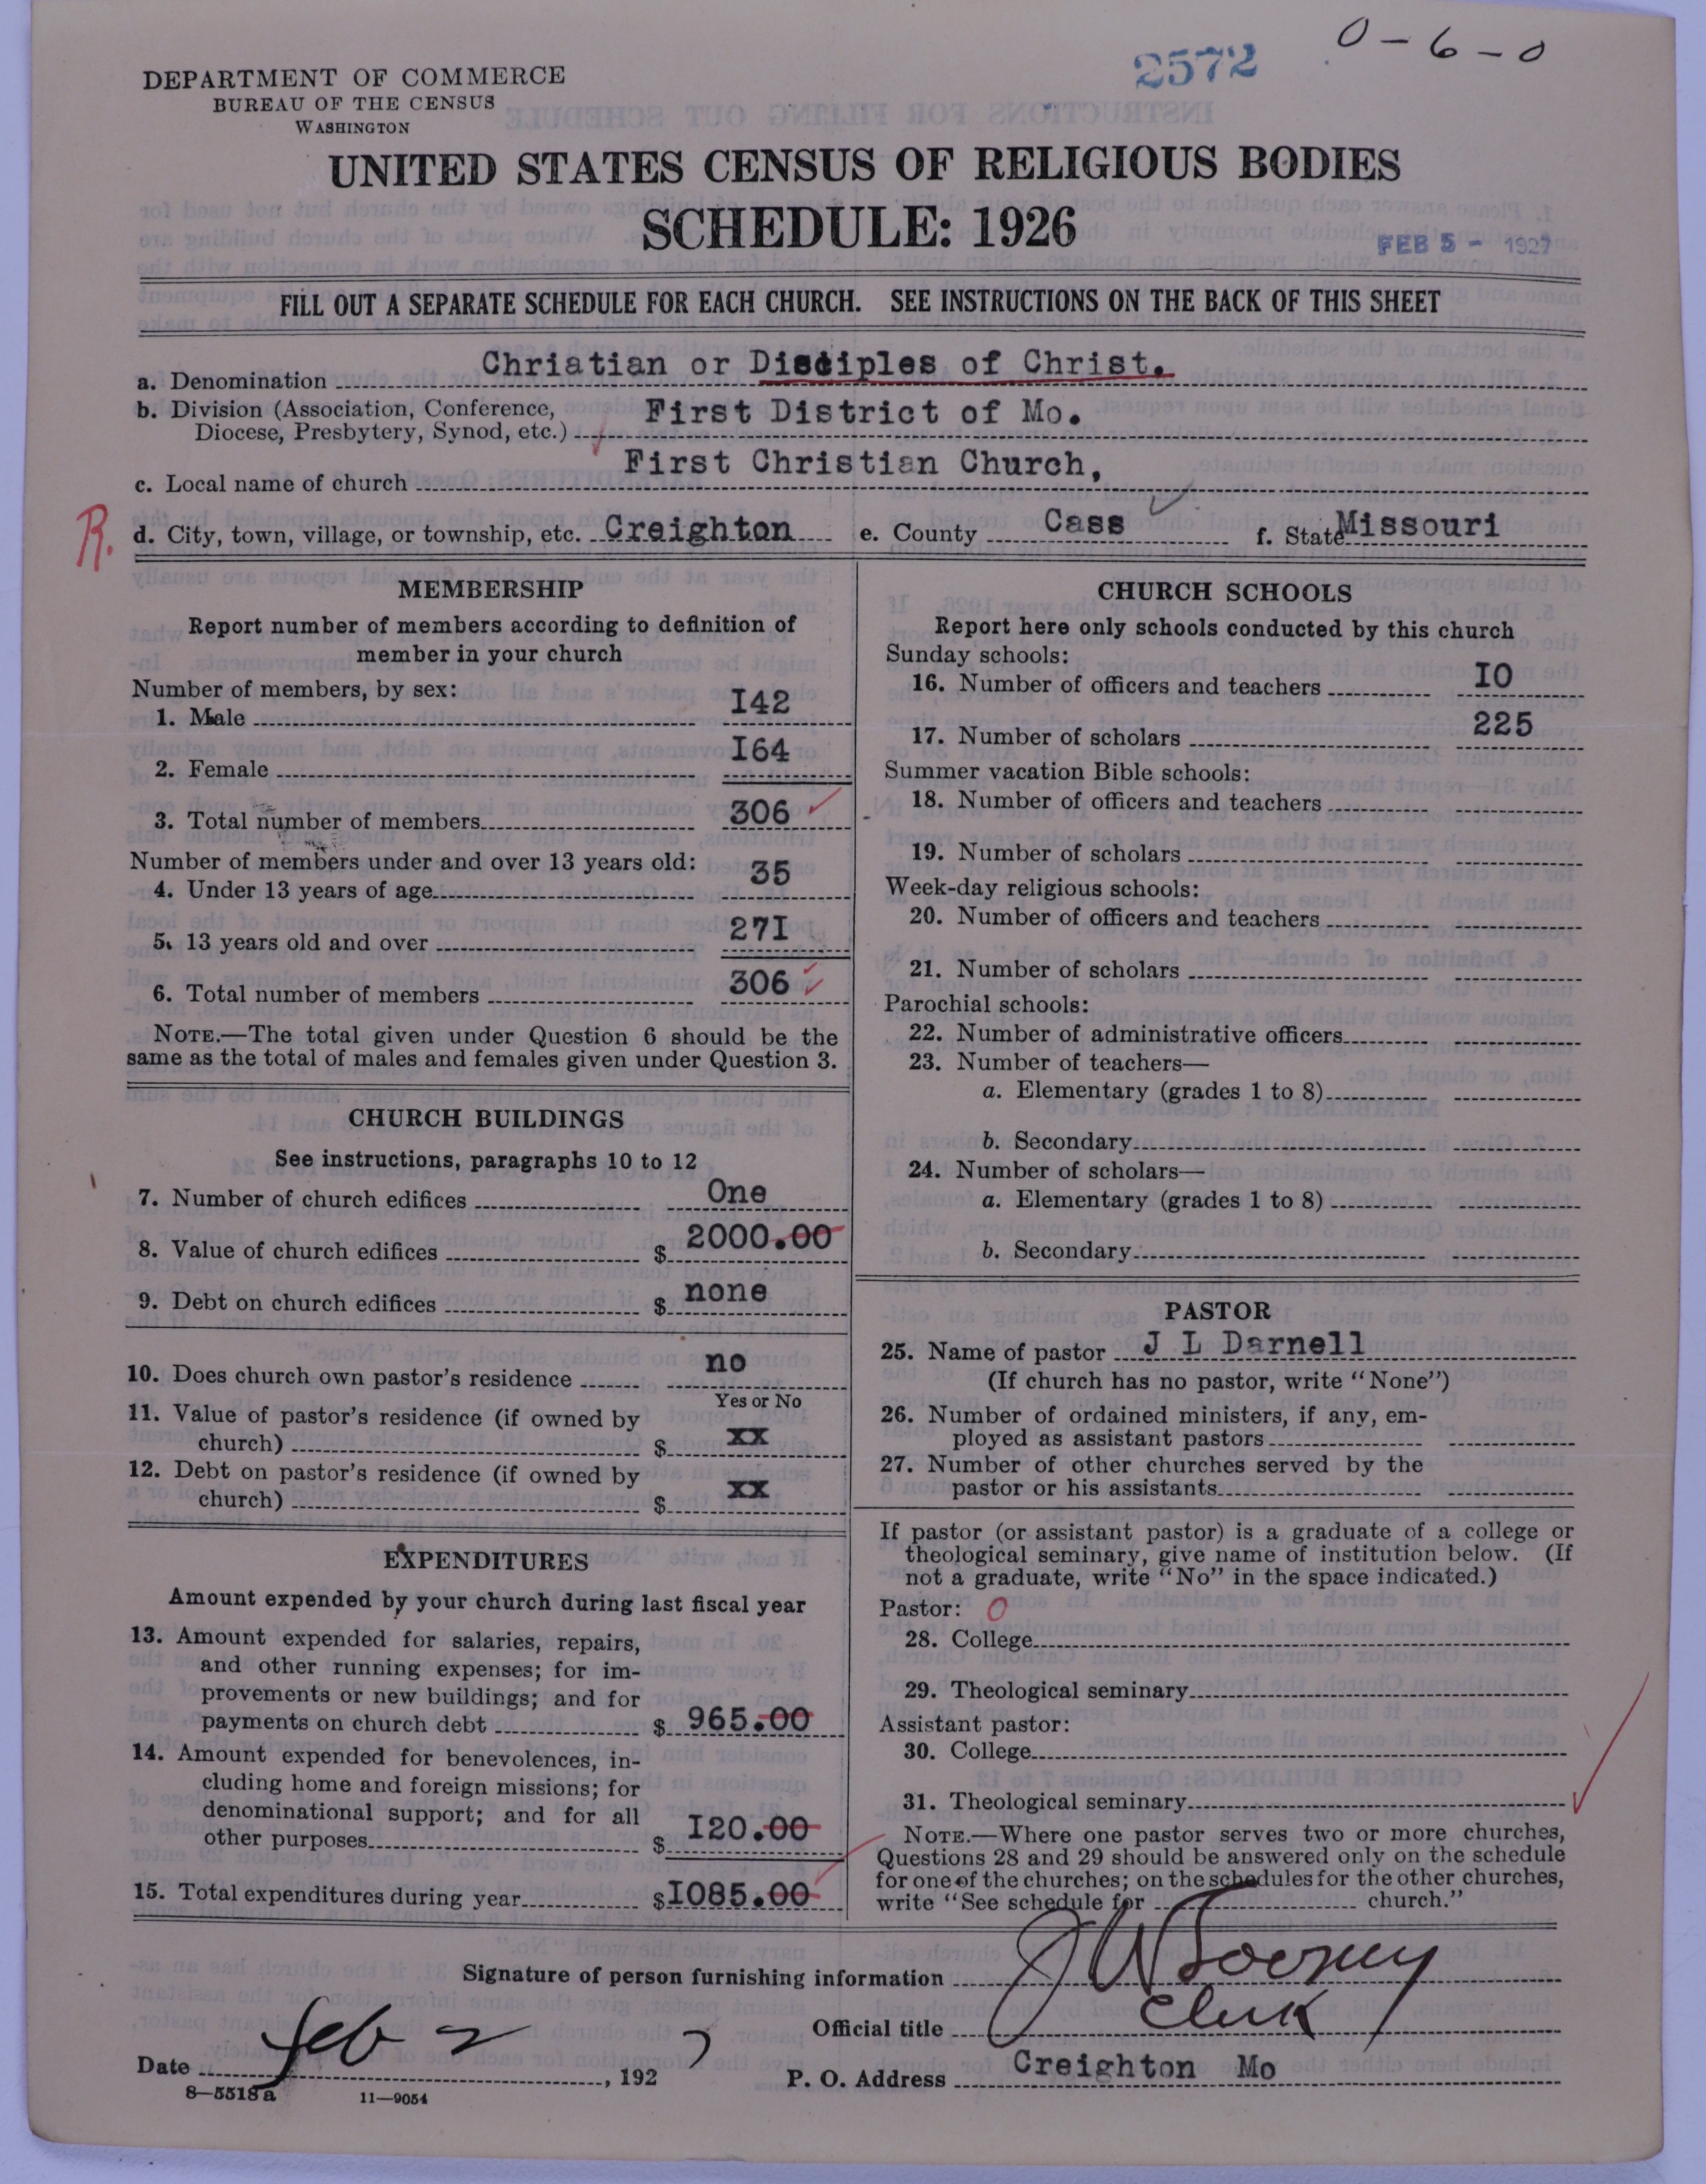 2572
0-6-0
DEPARTMENT OF COMMERCE
BUREAU OF THE CENSUS
WASHINGTON
UNITED STATES CENSUS OF RELIGIOUS BODIES
SCHEDULE: 1926
FEB 5 - 1927
FILL OUT A SEPARATE SCHEDULE FOR EACH CHURCH. SEE INSTRUCTIONS ON THE BACK OF THIS SHEET
a. Denomination Chriatian or Disciples of Christ.
b. Division (Association, Conference, Diocese, Presbytery, Synod, etc.) First District of Mo.
c. Local name of church First Christian Church,
R. d. City, town, village, or township, etc. Creighton e. County Cass f. State Missouri
MEMBERSHIP
Report number of members according to definition of
member in your church
Number of members, by sex:
1. Male I42
2. Female I64
3. Total number of members 306
Number of members under and over 13 years old:
4. Under 13 years of age 35
5. 13 years old and over 27I
6. Total number of members 306
NOTE.—The total given under Question 6 should be the
same as the total of males and females given under Question 3.
CHURCH BUILDINGS
See instructions, paragraphs 10 to 12
7. Number of church edifices One
8. Value of church edifices $ 2000.00
9. Debt on church edifices $ none
10. Does church own pastor's residence no
Yes or No
11. Value of pastor's residence (if owned by
church) $ xx
12. Debt on pastor's residence (if owned by
church) $ xx
EXPENDITURES
Amount expended by your church during last fiscal year
13. Amount expended for salaries, repairs,
and other running expenses; for im-
provements or new buildings; and for
payments on church debt $ 965.00
14. Amount expended for benevolences, in-
cluding home and foreign missions; for
denominational support; and for all
other purposes $ I20.00
15. Total expenditures during year $ I085.00
CHURCH SCHOOLS
Report here only schools conducted by this church
Sunday schools:
16. Number of officers and teachers IO
17. Number of scholars 225
Summer vacation Bible schools:
18. Number of officers and teachers
19. Number of scholars
Week-day religious schools:
20. Number of officers and teachers
21. Number of scholars
Parochial schools:
22. Number of administrative officers
23. Number of teachers—
a. Elementary (grades 1 to 8)
b. Secondary
24. Number of scholars—
a. Elementary (grades 1 to 8)
b. Secondary
PASTOR
25. Name of pastor J L Darnell
(If church has no pastor, write "None")
26. Number of ordained ministers, if any, em-
ployed as assistant pastors
27. Number of other churches served by the
pastor or his assistants
If pastor (or assistant pastor) is a graduate of a college or
theological seminary, give name of institution below. (If
not a graduate, write "No" in the space indicated.)
Pastor: O
28. College
29. Theological seminary
Assistant pastor:
30. College
31. Theological seminary
NOTE.—Where one pastor serves two or more churches,
Questions 28 and 29 should be answered only on the schedule
for one of the churches; on the schedules for the other churches,
write "See schedule for church."
Signature of person furnishing information J W
Official title Clerk
Date Feb 2, 1927
P. O. Address Creighton Mo
8-5518a 11-9054